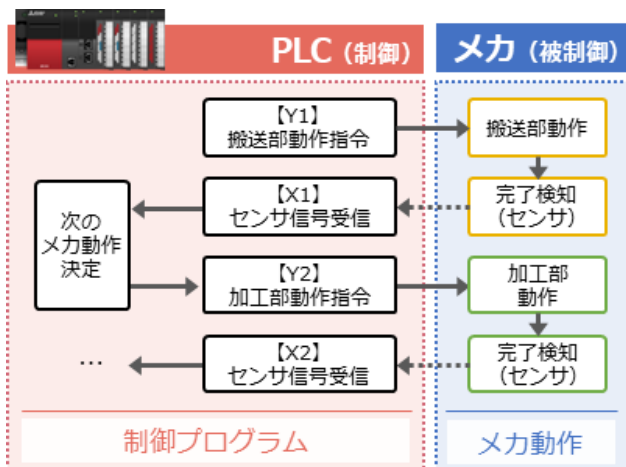 PLC（制御）
メカ（被制御）
【Y1】
搬送部動作指令
搬送部動作
【X1】
センサ信号受信
完了検知
（センサ）
次の
メカ動作
決定
【Y2】
加工部動作指令
加工部
動作
…
【X2】
センサ信号受信
完了検知
（センサ）
制御プログラム
メカ動作